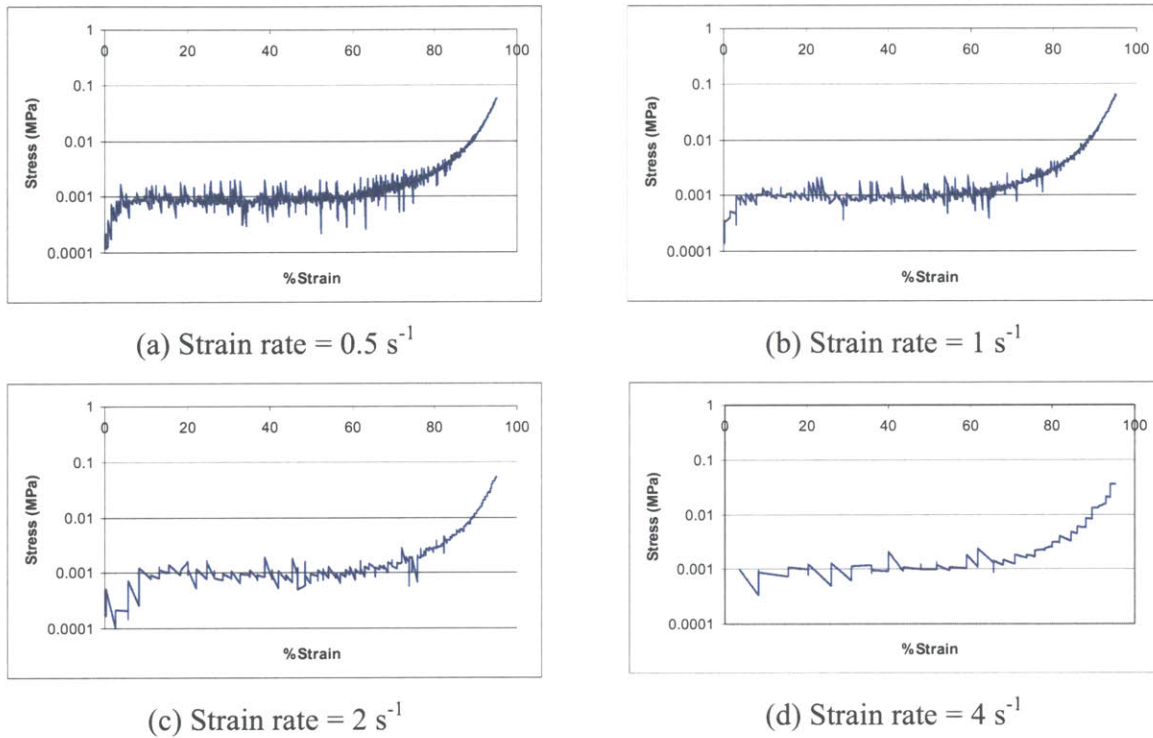 1
0 20 40 60 80 100
0.1
0.01
0.001
0.0001
Stress (MPa)
%Strain
(a) Strain rate = 0.5 s-1
1
0 20 40 60 80 100
0.1
0.01
0.001
0.0001
Stress (MPa)
%Strain
(b) Strain rate = 1 s-1
1
0 20 40 60 80 100
0.1
0.01
0.001
0.0001
Stress (MPa)
%Strain
(c) Strain rate = 2 s-1
1
0 20 40 60 80 100
0.1
0.01
0.001
0.0001
Stress (MPa)
%Strain
(d) Strain rate = 4 s-1